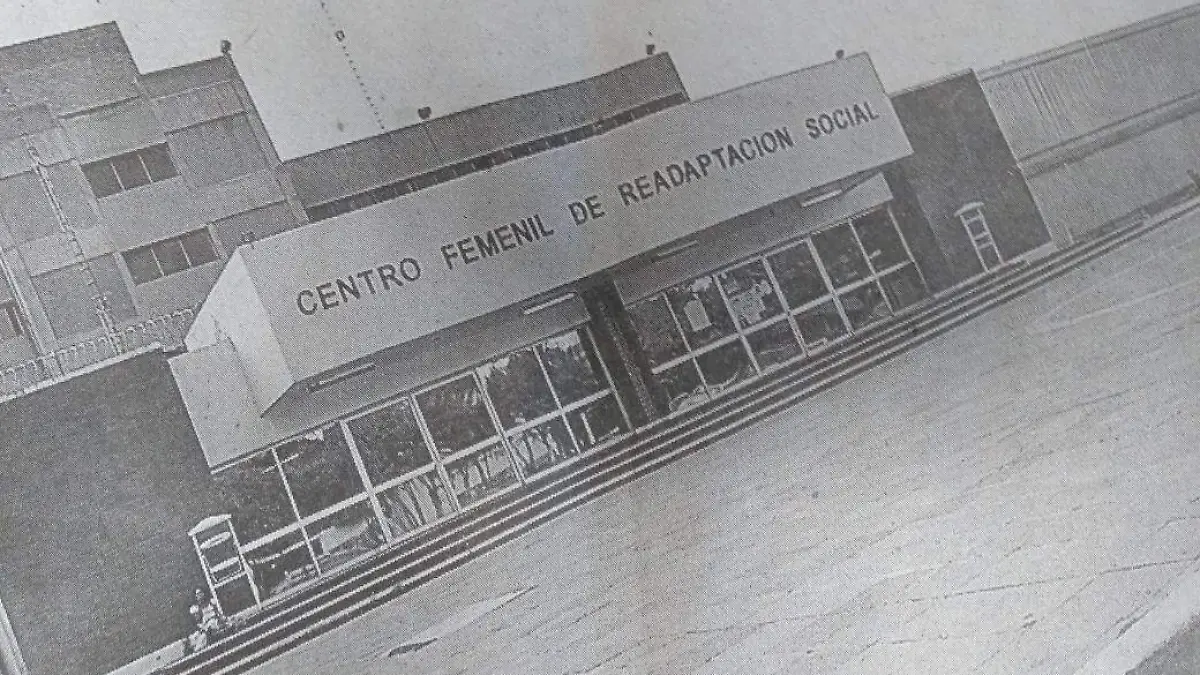 CENTRO FEMENIL DE READAPTACION SOCIAL